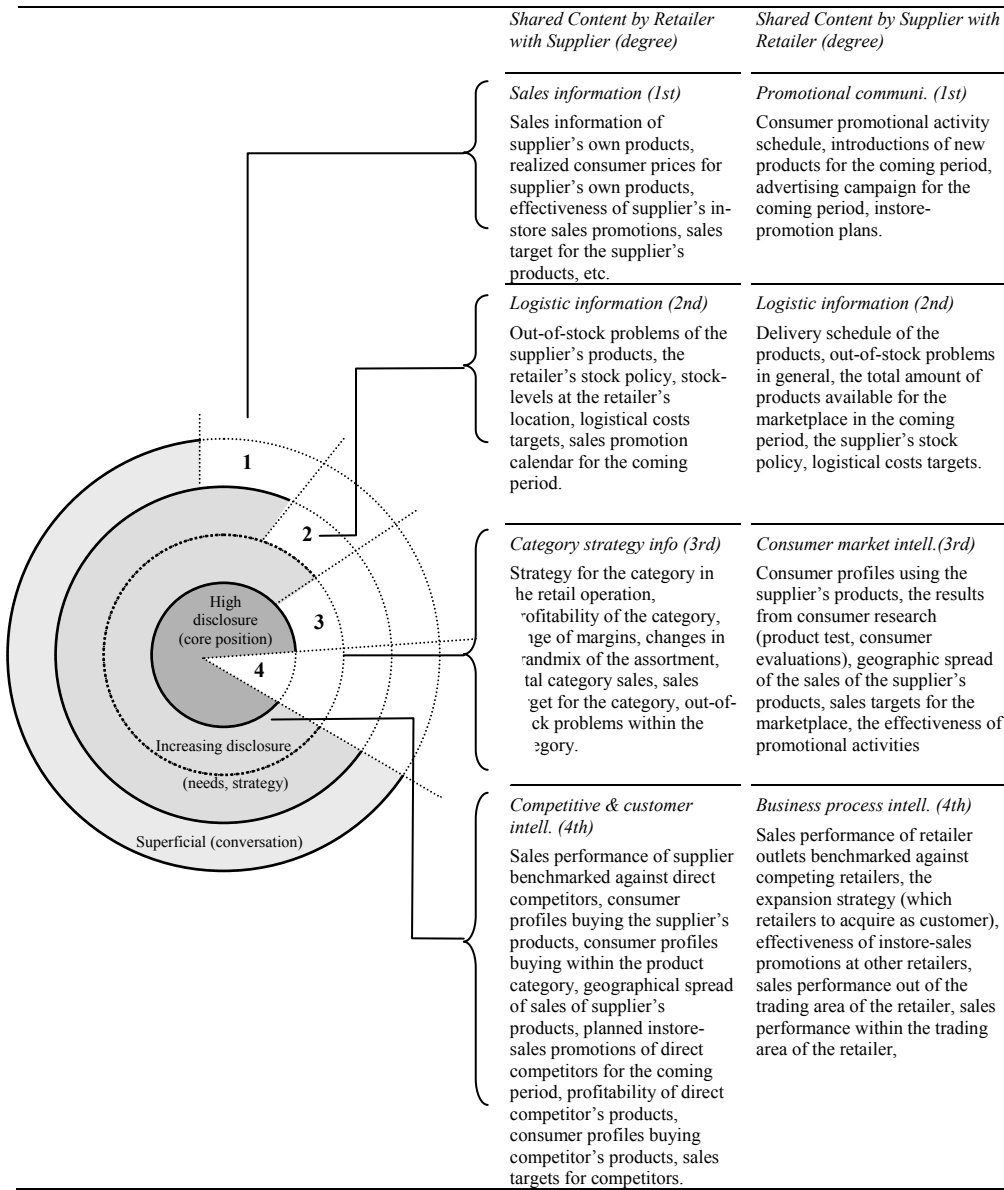 Shared Content by Retailer
with Supplier (degree)
Shared Content by Supplier with
Retailer (degree)
Sales information (1st)
Sales information of
supplier's own products,
realized consumer prices for
supplier's own products,
effectiveness of supplier's in-
store sales promotions, sales
target for the supplier's
products, etc.
Promotional communi. (1st)
Consumer promotional activity
schedule, introductions of new
products for the coming period,
advertising campaign for the
coming period, instore-
promotion plans.
Logistic information (2nd)
Out-of-stock problems of the
supplier's products, the
retailer's stock policy, stock-
levels at the retailer's
location, logistical costs
targets, sales promotion
calendar for the coming
period.
Logistic information (2nd)
Delivery schedule of the
products, out-of-stock problems
in general, the total amount of
products available for the
marketplace in the coming
period, the supplier's stock
policy, logistical costs targets.
1
2
3
4
High
disclosure
(core position)
Increasing disclosure
(needs, strategy)
Superficial (conversation)
Category strategy info (3rd)
Strategy for the category in
he retail operation,
rofitability of the category,
nge of margins, changes in
randmix of the assortment,
tal category sales, sales
get for the category, out-of-
ck problems within the
egory.
Consumer market intell.(3rd)
Consumer profiles using the
supplier's products, the results
from consumer research
(product test, consumer
evaluations), geographic spread
of the sales of the supplier's
products, sales targets for the
marketplace, the effectiveness of
promotional activities
Competitive & customer
intell. (4th)
Sales performance of supplier
benchmarked against direct
competitors, consumer
profiles buying the supplier's
products, consumer profiles
buying within the product
category, geographical spread
of sales of supplier's
products, planned instore-
sales promotions of direct
competitors for the coming
period, profitability of direct
competitor's products,
consumer profiles buying
competitor's products, sales
targets for competitors.
Business process intell. (4th)
Sales performance of retailer
outlets benchmarked against
competing retailers, the
expansion strategy (which
retailers to acquire as customer),
effectiveness of instore-sales
promotions at other retailers,
sales performance out of the
trading area of the retailer, sales
performance within the trading
area of the retailer,